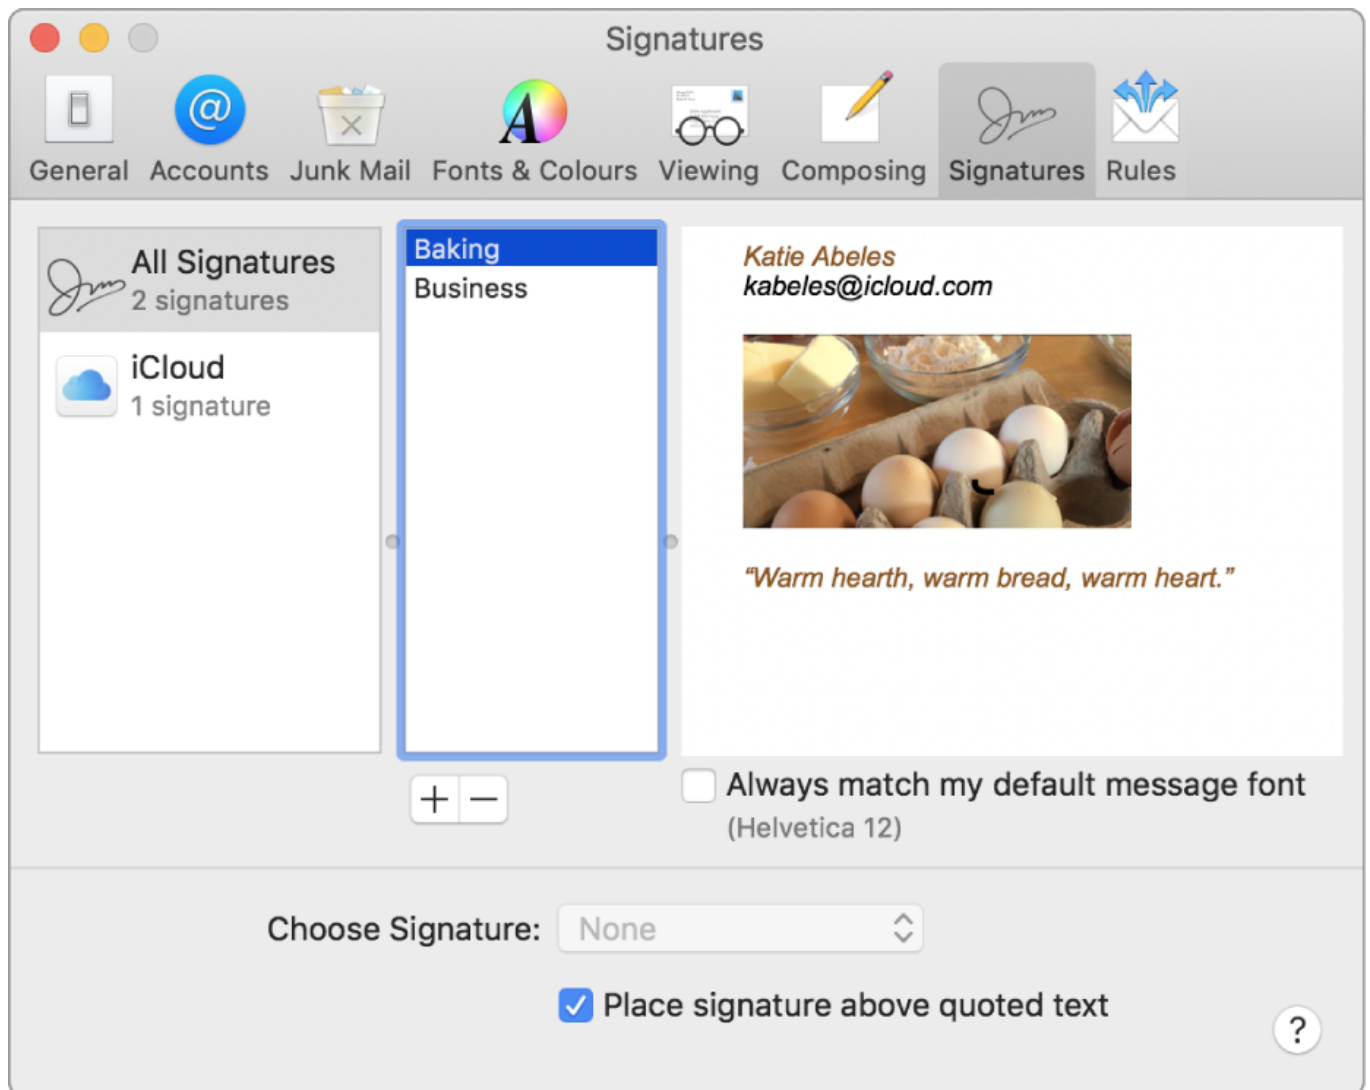 Signatures
General Accounts Junk Mail Fonts & Colours Viewing Composing Signatures Rules
All Signatures
2 signatures
iCloud
1 signature
Baking
Business
Katie Abeles
kabeles@icloud.com
“Warm hearth, warm bread, warm heart.”
Always match my default message font
(Helvetica 12)
Choose Signature: None
Place signature above quoted text
?